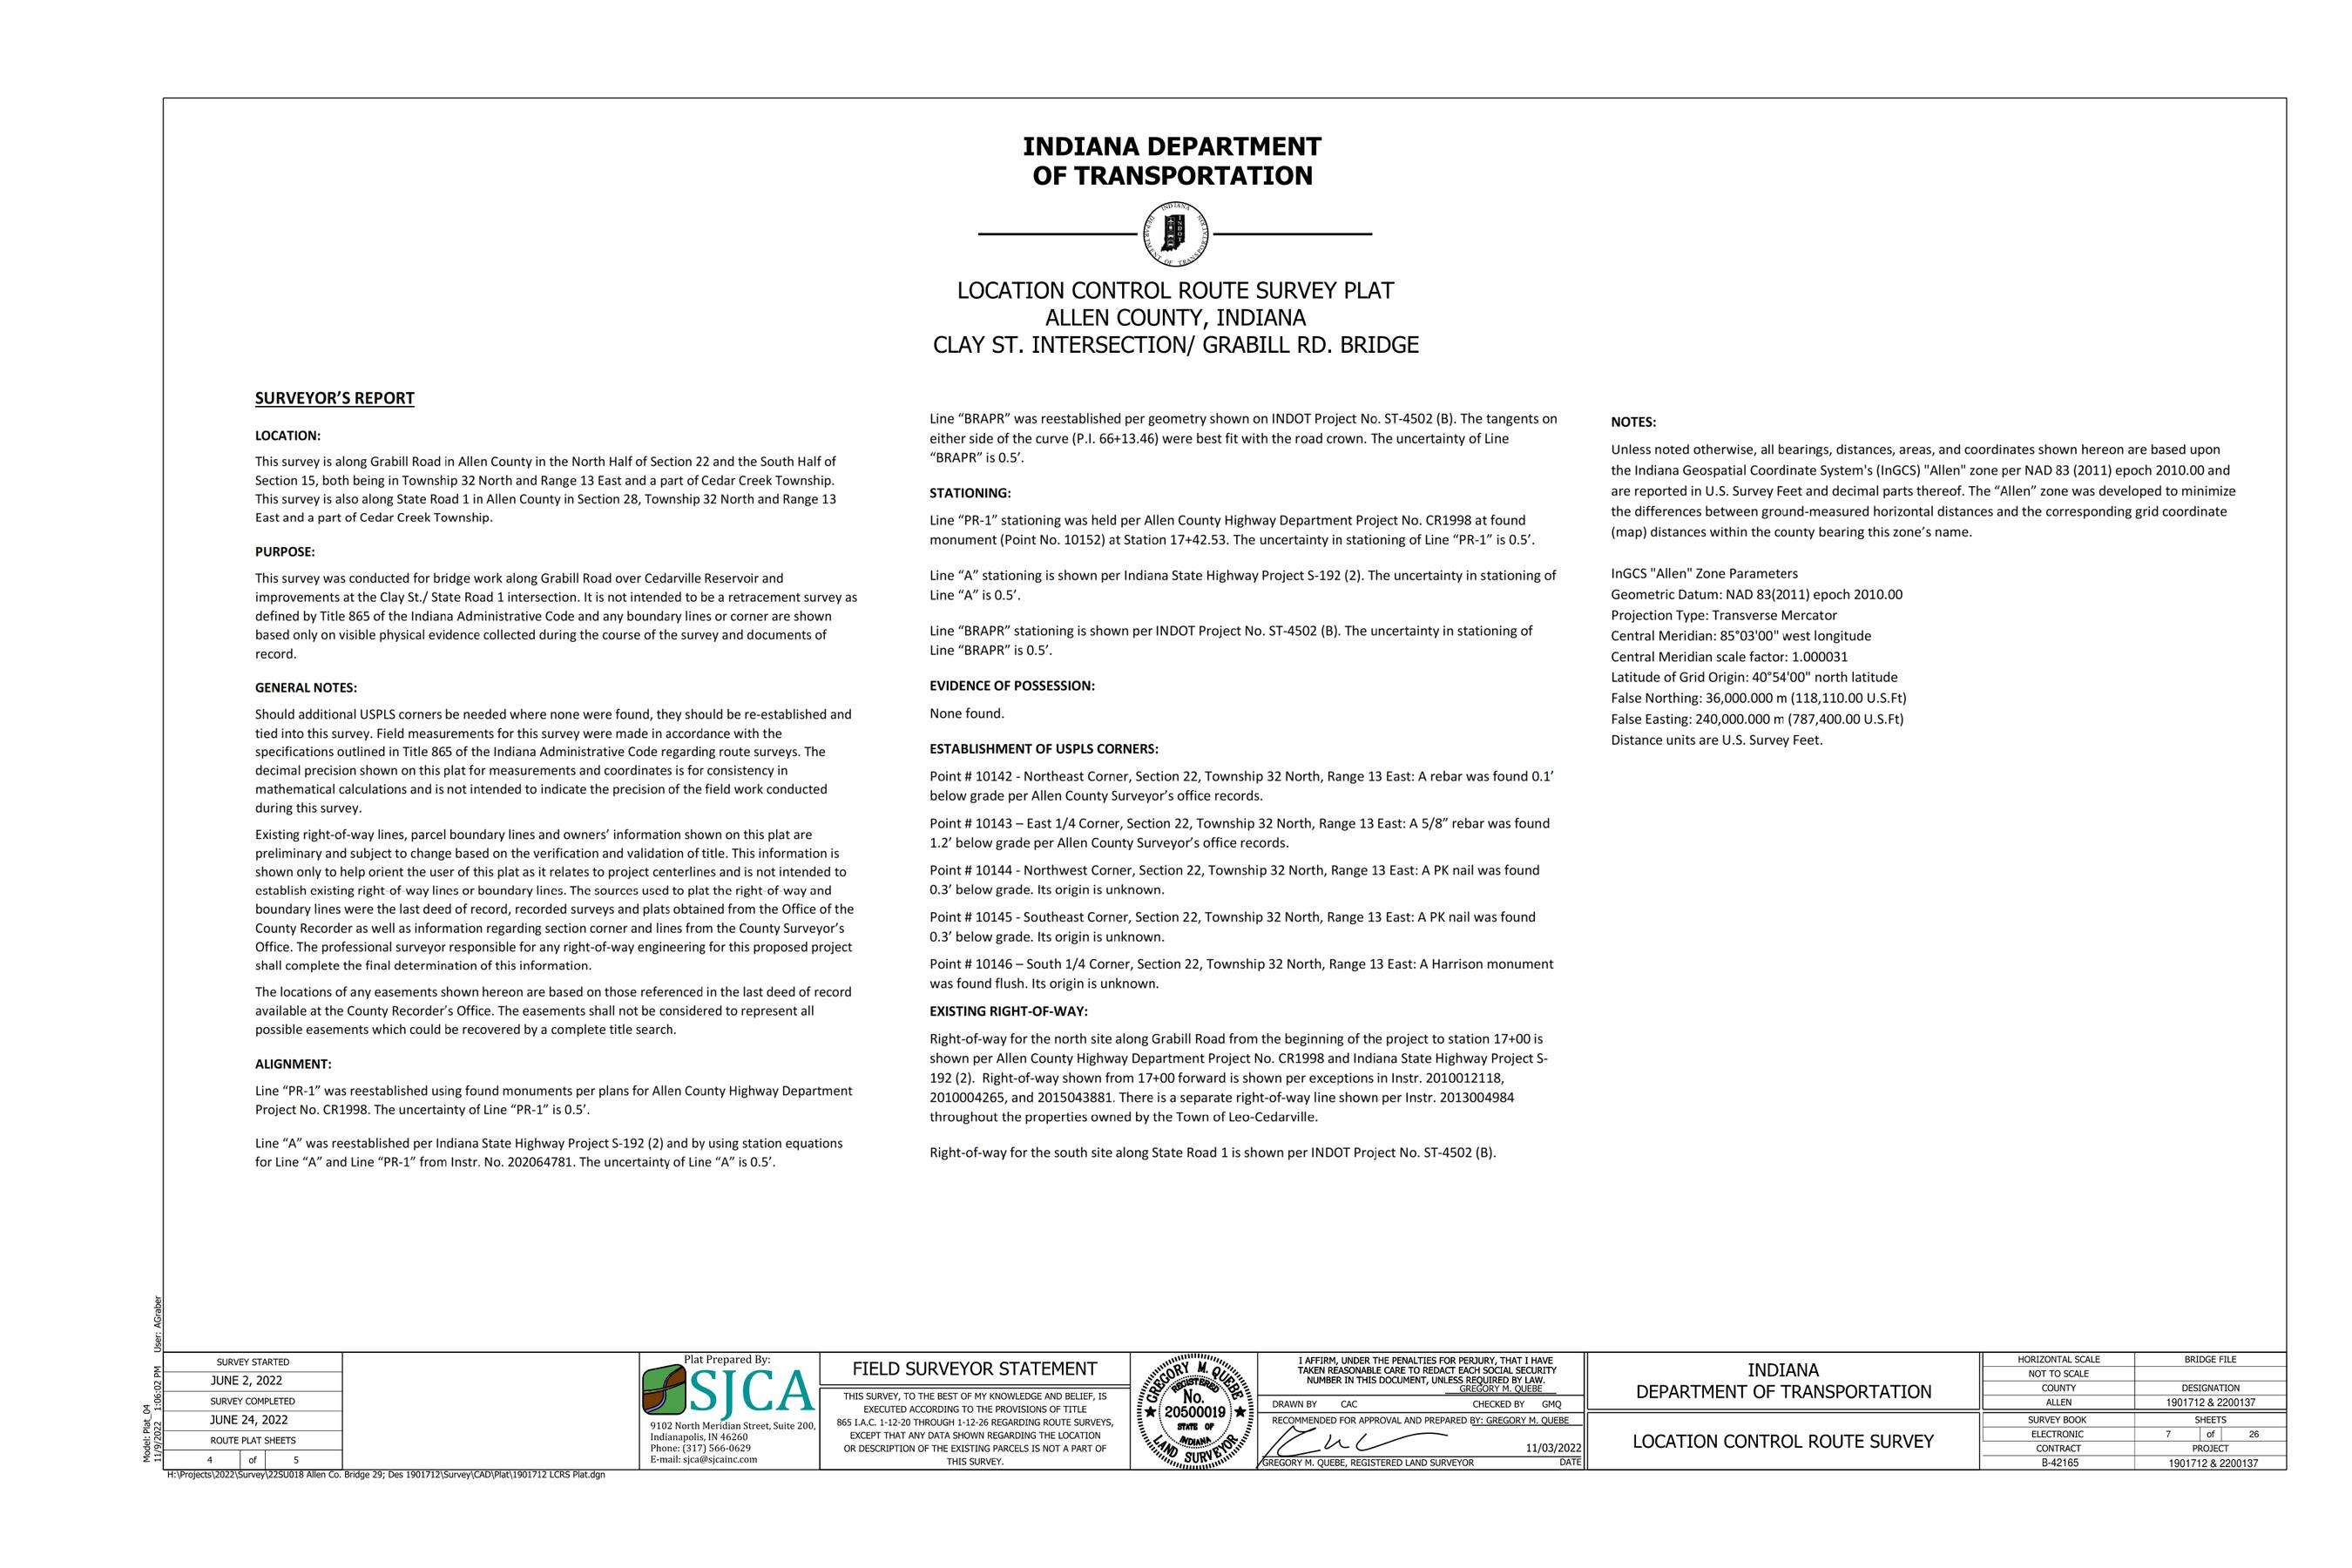 INDIANA DEPARTMENT
OF TRANSPORTATION
INDIANA
DEPARTMENT OF TRANSPORTATION
INDOT
LOCATION CONTROL ROUTE SURVEY PLAT
ALLEN COUNTY, INDIANA
CLAY ST. INTERSECTION/ GRABILL RD. BRIDGE
SURVEYOR’S REPORT
LOCATION:
This survey is along Grabill Road in Allen County in the North Half of Section 22 and the South Half of
Section 15, both being in Township 32 North and Range 13 East and a part of Cedar Creek Township.
This survey is also along State Road 1 in Allen County in Section 28, Township 32 North and Range 13
East and a part of Cedar Creek Township.
PURPOSE:
This survey was conducted for bridge work along Grabill Road over Cedarville Reservoir and
improvements at the Clay St./ State Road 1 intersection. It is not intended to be a retracement survey as
defined by Title 865 of the Indiana Administrative Code and any boundary lines or corner are shown
based only on visible physical evidence collected during the course of the survey and documents of
record.
GENERAL NOTES:
Should additional USPLS corners be needed where none were found, they should be re-established and
tied into this survey. Field measurements for this survey were made in accordance with the
specifications outlined in Title 865 of the Indiana Administrative Code regarding route surveys. The
decimal precision shown on this plat for measurements and coordinates is for consistency in
mathematical calculations and is not intended to indicate the precision of the field work conducted
during this survey.
Existing right-of-way lines, parcel boundary lines and owners’ information shown on this plat are
preliminary and subject to change based on the verification and validation of title. This information is
shown only to help orient the user of this plat as it relates to project centerlines and is not intended to
establish existing right-of-way lines or boundary lines. The sources used to plat the right-of-way and
boundary lines were the last deed of record, recorded surveys and plats obtained from the Office of the
County Recorder as well as information regarding section corner and lines from the County Surveyor’s
Office. The professional surveyor responsible for any right-of-way engineering for this proposed project
shall complete the final determination of this information.
The locations of any easements shown hereon are based on those referenced in the last deed of record
available at the County Recorder’s Office. The easements shall not be considered to represent all
possible easements which could be recovered by a complete title search.
ALIGNMENT:
Line “PR-1” was reestablished using found monuments per plans for Allen County Highway Department
Project No. CR1998. The uncertainty of Line “PR-1” is 0.5’.
Line “A” was reestablished per Indiana State Highway Project S-192 (2) and by using station equations
for Line “A” and Line “PR-1” from Instr. No. 202064781. The uncertainty of Line “A” is 0.5’.
Line “BRAPR” was reestablished per geometry shown on INDOT Project No. ST-4502 (B). The tangents on
either side of the curve (P.I. 66+13.46) were best fit with the road crown. The uncertainty of Line
“BRAPR” is 0.5’.
STATIONING:
Line “PR-1” stationing was held per Allen County Highway Department Project No. CR1998 at found
monument (Point No. 10152) at Station 17+42.53. The uncertainty in stationing of Line “PR-1” is 0.5’.
Line “A” stationing is shown per Indiana State Highway Project S-192 (2). The uncertainty in stationing of
Line “A” is 0.5’.
Line “BRAPR” stationing is shown per INDOT Project No. ST-4502 (B). The uncertainty in stationing of
Line “BRAPR” is 0.5’.
EVIDENCE OF POSSESSION:
None found.
ESTABLISHMENT OF USPLS CORNERS:
Point # 10142 - Northeast Corner, Section 22, Township 32 North, Range 13 East: A rebar was found 0.1’
below grade per Allen County Surveyor’s office records.
Point # 10143 – East 1/4 Corner, Section 22, Township 32 North, Range 13 East: A 5/8” rebar was found
1.2’ below grade per Allen County Surveyor’s office records.
Point # 10144 - Northwest Corner, Section 22, Township 32 North, Range 13 East: A PK nail was found
0.3’ below grade. Its origin is unknown.
Point # 10145 - Southeast Corner, Section 22, Township 32 North, Range 13 East: A PK nail was found
0.3’ below grade. Its origin is unknown.
Point # 10146 – South 1/4 Corner, Section 22, Township 32 North, Range 13 East: A Harrison monument
was found flush. Its origin is unknown.
EXISTING RIGHT-OF-WAY:
Right-of-way for the north site along Grabill Road from the beginning of the project to station 17+00 is
shown per Allen County Highway Department Project No. CR1998 and Indiana State Highway Project S-
192 (2). Right-of-way shown from 17+00 forward is shown per exceptions in Instr. 2010012118,
2010004265, and 2015043881. There is a separate right-of-way line shown per Instr. 2013004984
throughout the properties owned by the Town of Leo-Cedarville.
Right-of-way for the south site along State Road 1 is shown per INDOT Project No. ST-4502 (B).
NOTES:
Unless noted otherwise, all bearings, distances, areas, and coordinates shown hereon are based upon
the Indiana Geospatial Coordinate System's (InGCS) "Allen" zone per NAD 83 (2011) epoch 2010.00 and
are reported in U.S. Survey Feet and decimal parts thereof. The “Allen” zone was developed to minimize
the differences between ground-measured horizontal distances and the corresponding grid coordinate
(map) distances within the county bearing this zone’s name.
InGCS "Allen" Zone Parameters
Geometric Datum: NAD 83(2011) epoch 2010.00
Projection Type: Transverse Mercator
Central Meridian: 85°03'00" west longitude
Central Meridian scale factor: 1.000031
Latitude of Grid Origin: 40°54'00" north latitude
False Northing: 36,000.000 m (118,110.00 U.S.Ft)
False Easting: 240,000.000 m (787,400.00 U.S.Ft)
Distance units are U.S. Survey Feet.
Model: Plat_04
11/9/2022 1:06:02 PM User: AGraber
SURVEY STARTED
JUNE 2, 2022
SURVEY COMPLETED
JUNE 24, 2022
ROUTE PLAT SHEETS
4 of 5
H:\Projects\2022\Survey\22SU018 Allen Co. Bridge 29; Des 1901712\Survey\CAD\Plat\1901712 LCRS Plat.dgn
Plat Prepared By:
SJCA
9102 North Meridian Street, Suite 200,
Indianapolis, IN 46260
Phone: (317) 566-0629
E-mail: sjca@sjcainc.com
FIELD SURVEYOR STATEMENT
THIS SURVEY, TO THE BEST OF MY KNOWLEDGE AND BELIEF, IS
EXECUTED ACCORDING TO THE PROVISIONS OF TITLE
865 I.A.C. 1-12-20 THROUGH 1-12-26 REGARDING ROUTE SURVEYS,
EXCEPT THAT ANY DATA SHOWN REGARDING THE LOCATION
OR DESCRIPTION OF THE EXISTING PARCELS IS NOT A PART OF
THIS SURVEY.
GREGORY M. QUEBE
REGISTERED
No.
20500019
STATE OF
INDIANA
LAND SURVEYOR
I AFFIRM, UNDER THE PENALTIES FOR PERJURY, THAT I HAVE
TAKEN REASONABLE CARE TO REDACT EACH SOCIAL SECURITY
NUMBER IN THIS DOCUMENT, UNLESS REQUIRED BY LAW.
GREGORY M. QUEBE
DRAWN BY CAC CHECKED BY GMQ
RECOMMENDED FOR APPROVAL AND PREPARED BY: GREGORY M. QUEBE
11/03/2022
GREGORY M. QUEBE, REGISTERED LAND SURVEYOR DATE
INDIANA
DEPARTMENT OF TRANSPORTATION
LOCATION CONTROL ROUTE SURVEY
HORIZONTAL SCALE BRIDGE FILE
NOT TO SCALE
COUNTY DESIGNATION
ALLEN 1901712 & 2200137
SURVEY BOOK SHEETS
ELECTRONIC 7 of 26
CONTRACT PROJECT
B-42165 1901712 & 2200137